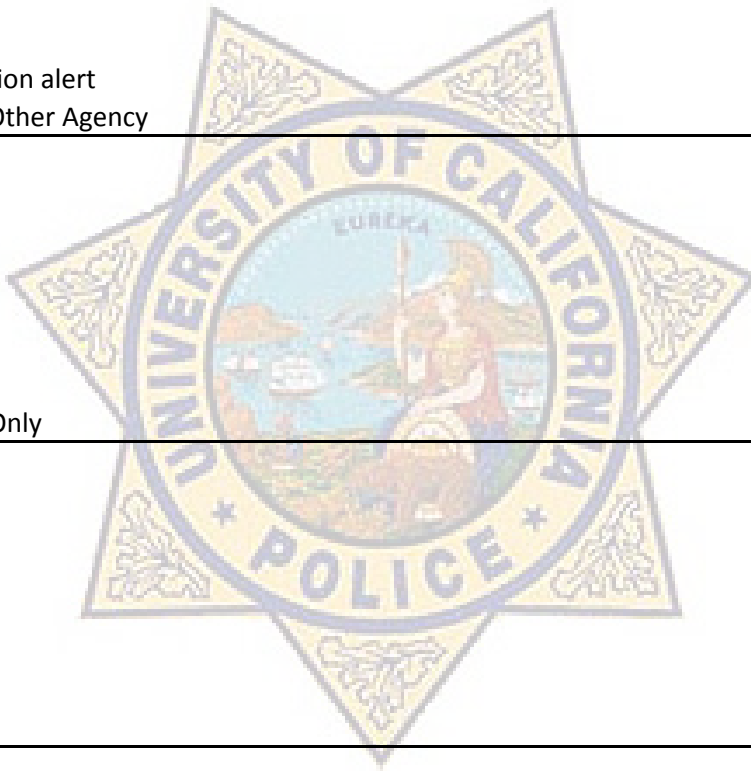 ion alert
Other Agency
UNIVERSITY OF CALIFORNIA
EUREKA
Only
* POLICE *